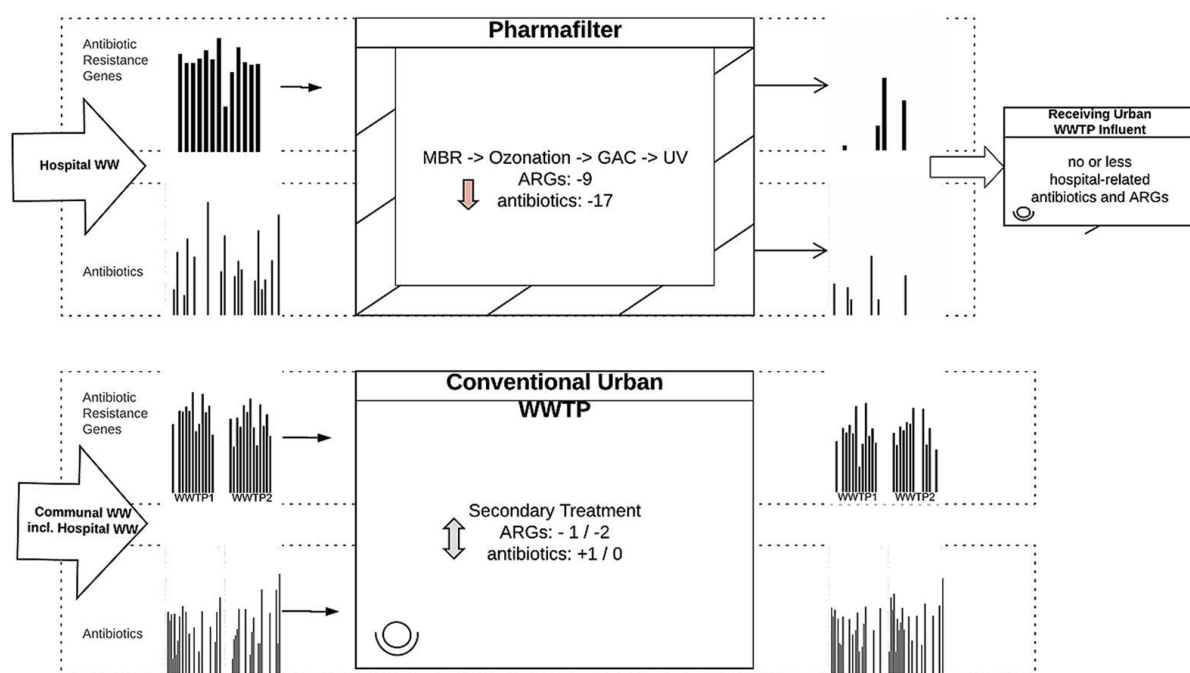 Pharmafilter
Antibiotic
Resistance
Genes
Hospital WW
MBR -> Ozonation -> GAC -> UV
ARGs: -9
antibiotics: -17
Antibiotics
Receiving Urban
WWTP Influent
no or less
hospital-related
antibiotics and ARGs
Conventional Urban
WWTP
Antibiotic
Resistance
Genes
WWTP1 WWTP2
Communal WW
incl. Hospital WW
Secondary Treatment
ARGs: - 1 / -2
antibiotics: +1 / 0
Antibiotics
WWTP1 WWTP2